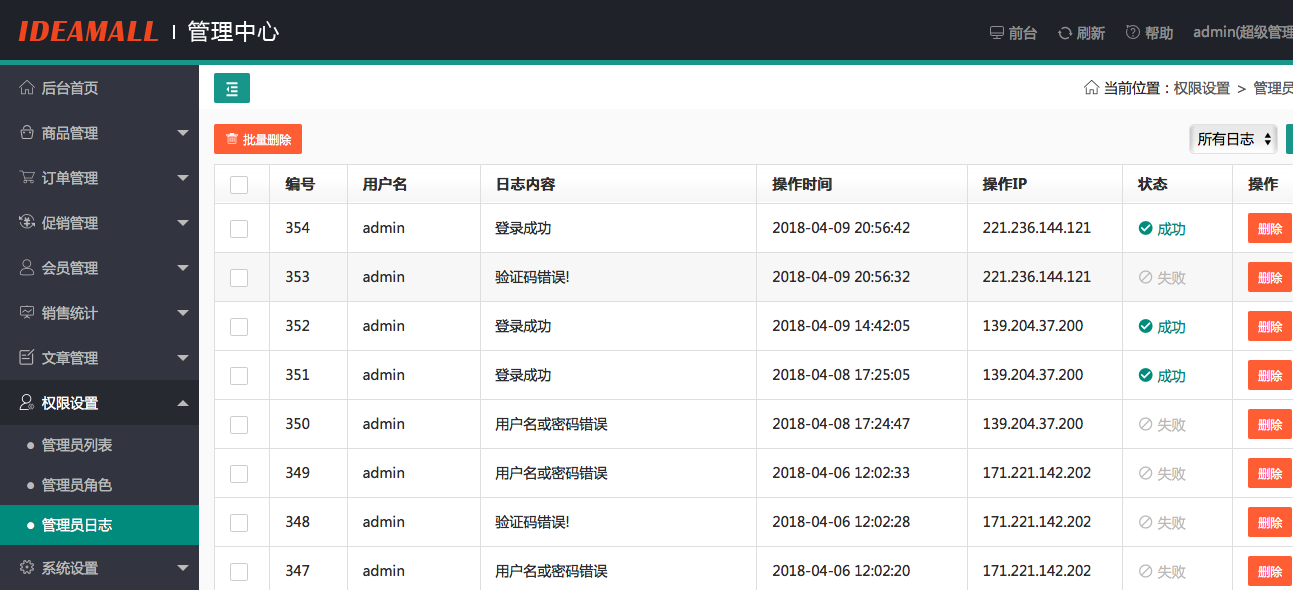 IDEAMALL | 管理中心 前台 刷新 帮助 admin(超级管理
后台首页
商品管理
订单管理
促销管理
会员管理
销售统计
文章管理
权限设置
管理员列表
管理员角色
管理员日志
系统设置
当前位置：权限设置 > 管理员
批量删除 所有日志
编号 用户名 日志内容 操作时间 操作IP 状态 操作
354 admin 登录成功 2018-04-09 20:56:42 221.236.144.121 成功 删除
353 admin 验证码错误! 2018-04-09 20:56:32 221.236.144.121 失败 删除
352 admin 登录成功 2018-04-09 14:42:05 139.204.37.200 成功 删除
351 admin 登录成功 2018-04-08 17:25:05 139.204.37.200 成功 删除
350 admin 用户名或密码错误 2018-04-08 17:24:47 139.204.37.200 失败 删除
349 admin 用户名或密码错误 2018-04-06 12:02:33 171.221.142.202 失败 删除
348 admin 验证码错误! 2018-04-06 12:02:28 171.221.142.202 失败 删除
347 admin 用户名或密码错误 2018-04-06 12:02:20 171.221.142.202 失败 删除